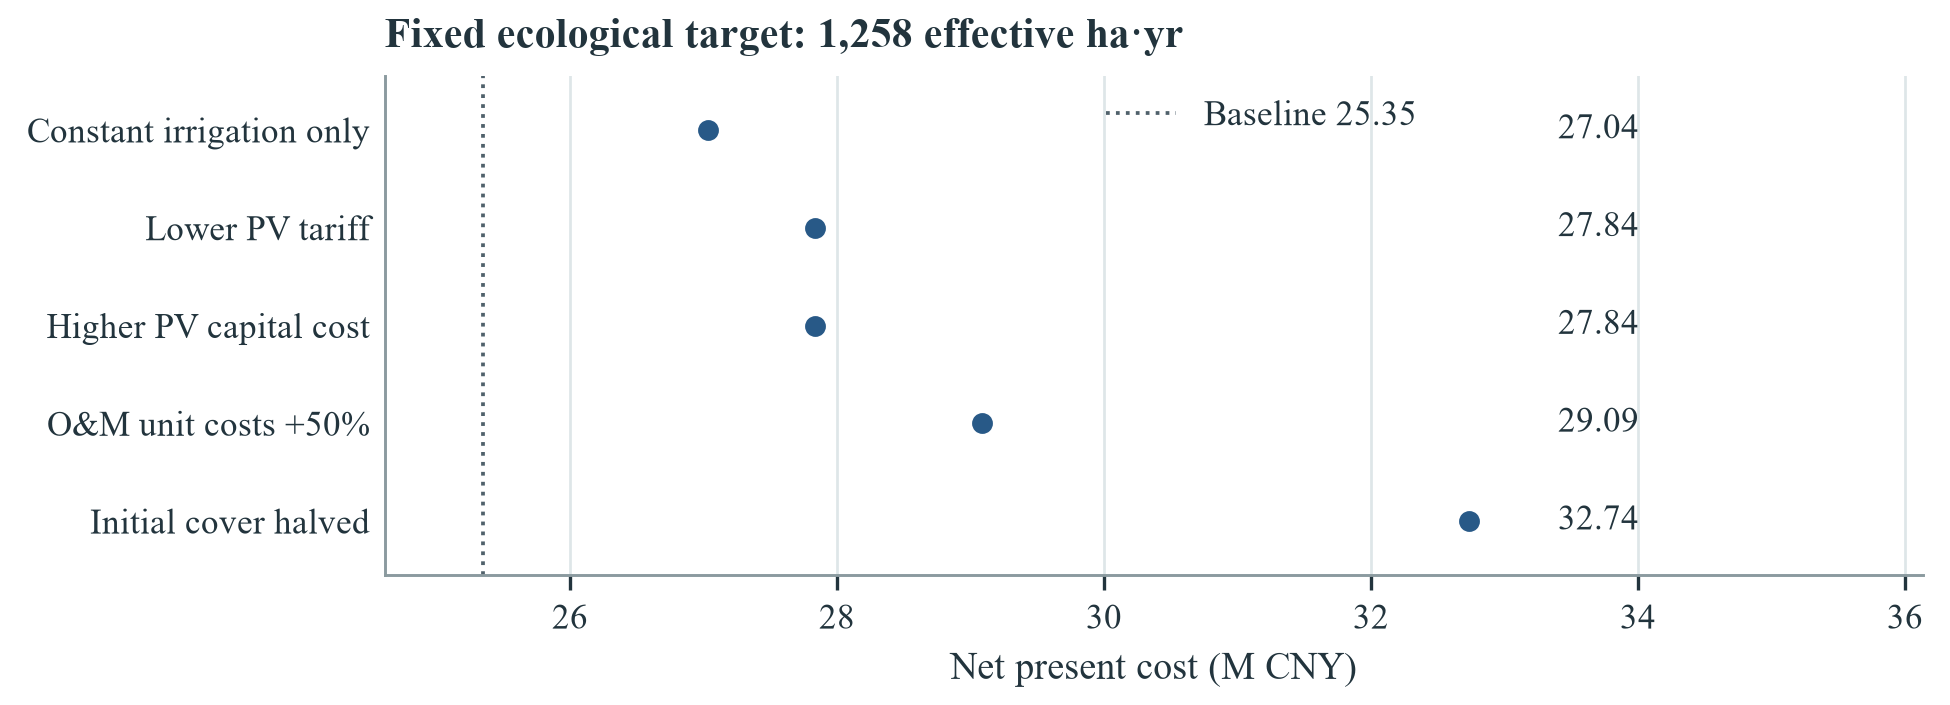 Fixed ecological target: 1,258 effective ha·yr
Baseline 25.35
Constant irrigation only 27.04
Lower PV tariff 27.84
Higher PV capital cost 27.84
O&M unit costs +50% 29.09
Initial cover halved 32.74
26 28 30 32 34 36
Net present cost (M CNY)